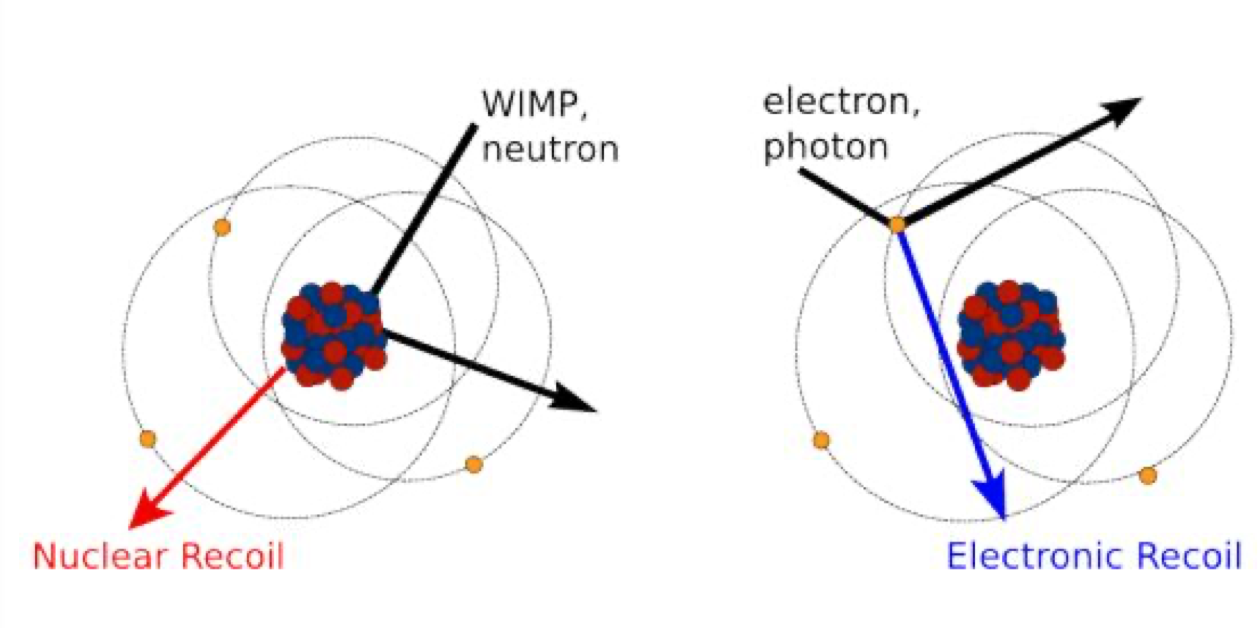 WIMP,
neutron
Nuclear Recoil
electron,
photon
Electronic Recoil